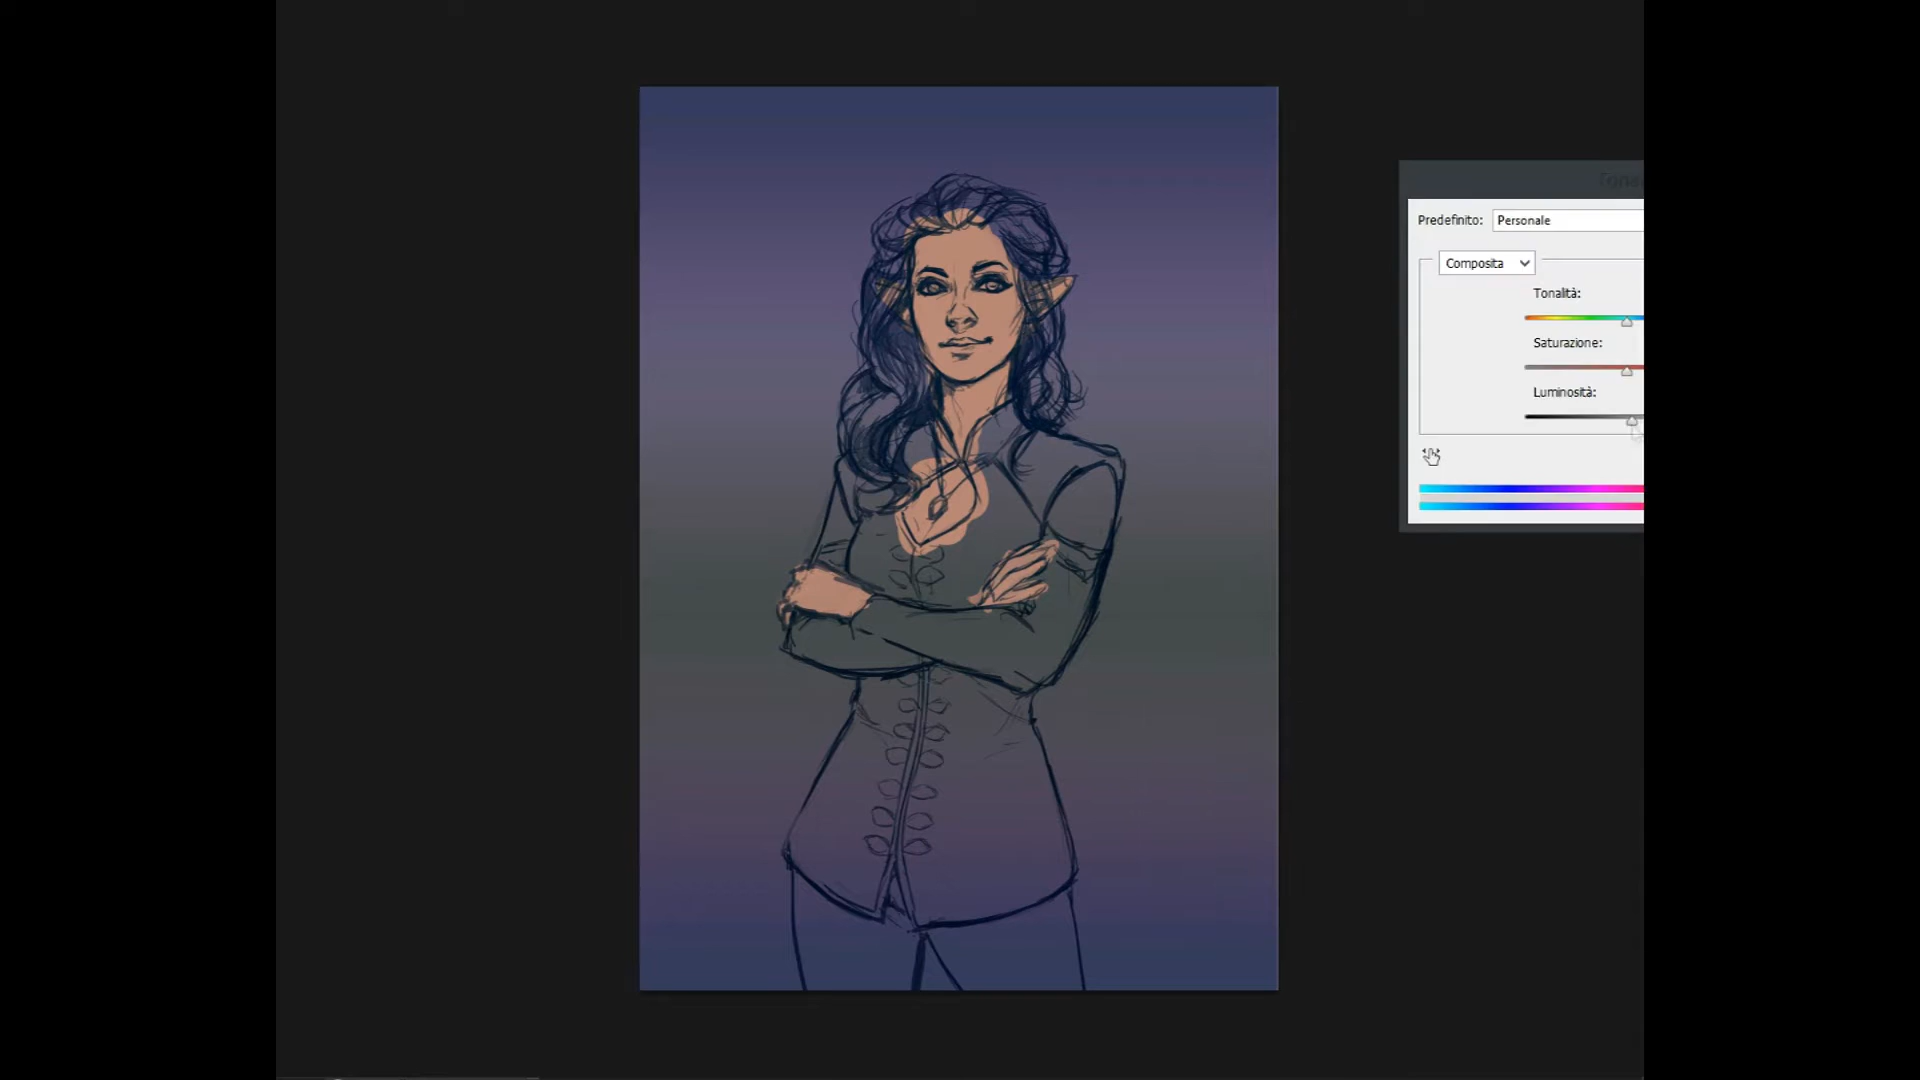 Predefinito: Personale
Composita
Tonalità:
Saturazione:
Luminosità: